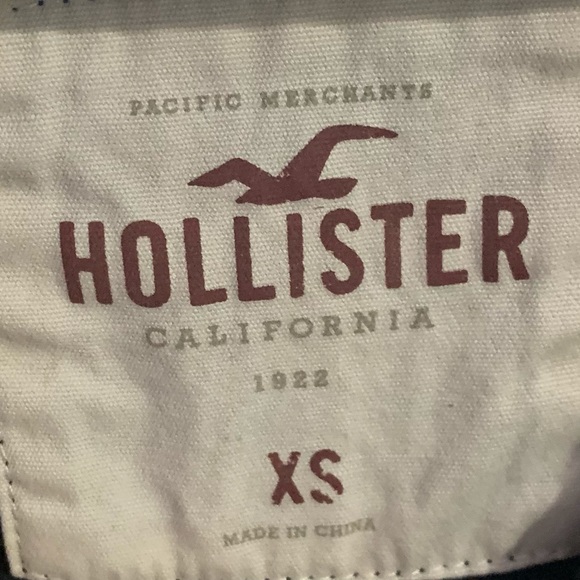 PACIFIC MERCHANTS
HOLLISTER
CALIFORNIA
1922
XS
MADE IN CHINA